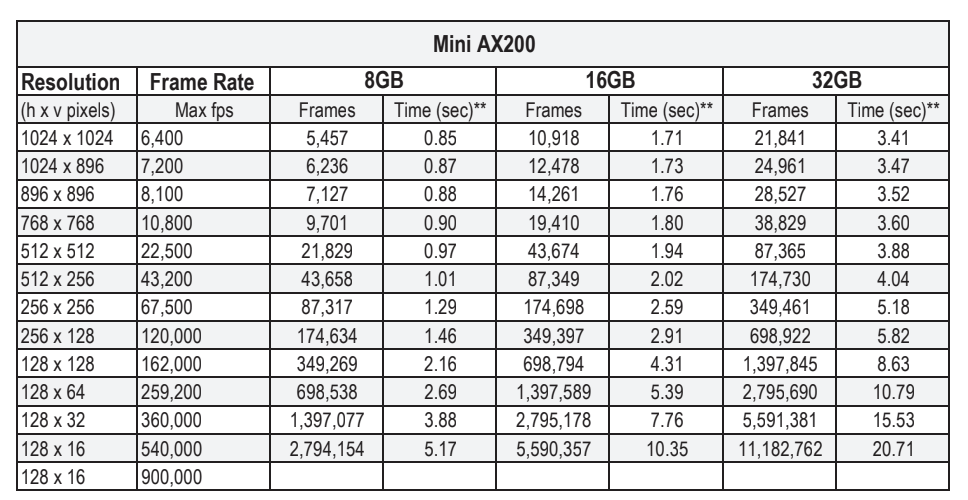 Mini AX200
Resolution Frame Rate 8GB 16GB 32GB
(h x v pixels) Max fps Frames Time (sec)** Frames Time (sec)** Frames Time (sec)**
1024 x 1024 6,400 5,457 0.85 10,918 1.71 21,841 3.41
1024 x 896 7,200 6,236 0.87 12,478 1.73 24,961 3.47
896 x 896 8,100 7,127 0.88 14,261 1.76 28,527 3.52
768 x 768 10,800 9,701 0.90 19,410 1.80 38,829 3.60
512 x 512 22,500 21,829 0.97 43,674 1.94 87,365 3.88
512 x 256 43,200 43,658 1.01 87,349 2.02 174,730 4.04
256 x 256 67,500 87,317 1.29 174,698 2.59 349,461 5.18
256 x 128 120,000 174,634 1.46 349,397 2.91 698,922 5.82
128 x 128 162,000 349,269 2.16 698,794 4.31 1,397,845 8.63
128 x 64 259,200 698,538 2.69 1,397,589 5.39 2,795,690 10.79
128 x 32 360,000 1,397,077 3.88 2,795,178 7.76 5,591,381 15.53
128 x 16 540,000 2,794,154 5.17 5,590,357 10.35 11,182,762 20.71
128 x 16 900,000